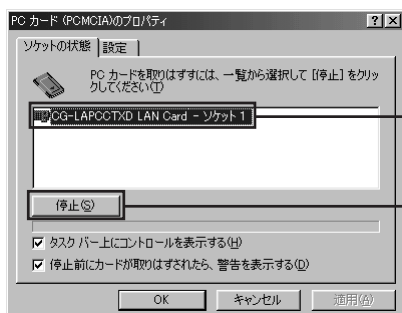 PC カード (PCMCIA)のプロパティ
ソケットの状態
設定
PC カードを取りはずすには、一覧から選択して [停止] をクリッ
クしてください(T)
CG-LAPCCTXD LAN Card - ソケット 1
停止(S)
タスク バー上にコントロールを表示する(H)
停止前にカードが取りはずされたら、警告を表示する(D)
OK
キャンセル
適用(A)